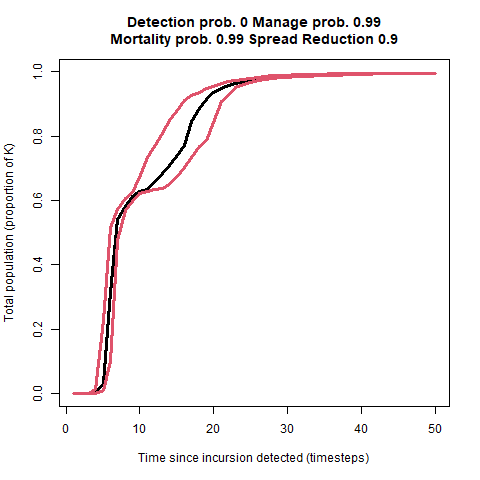 Detection prob. 0 Manage prob. 0.99
Mortality prob. 0.99 Spread Reduction 0.9
Total population (proportion of K)
1.0
0.8
0.6
0.4
0.2
0.0
0 10 20 30 40 50
Time since incursion detected (timesteps)